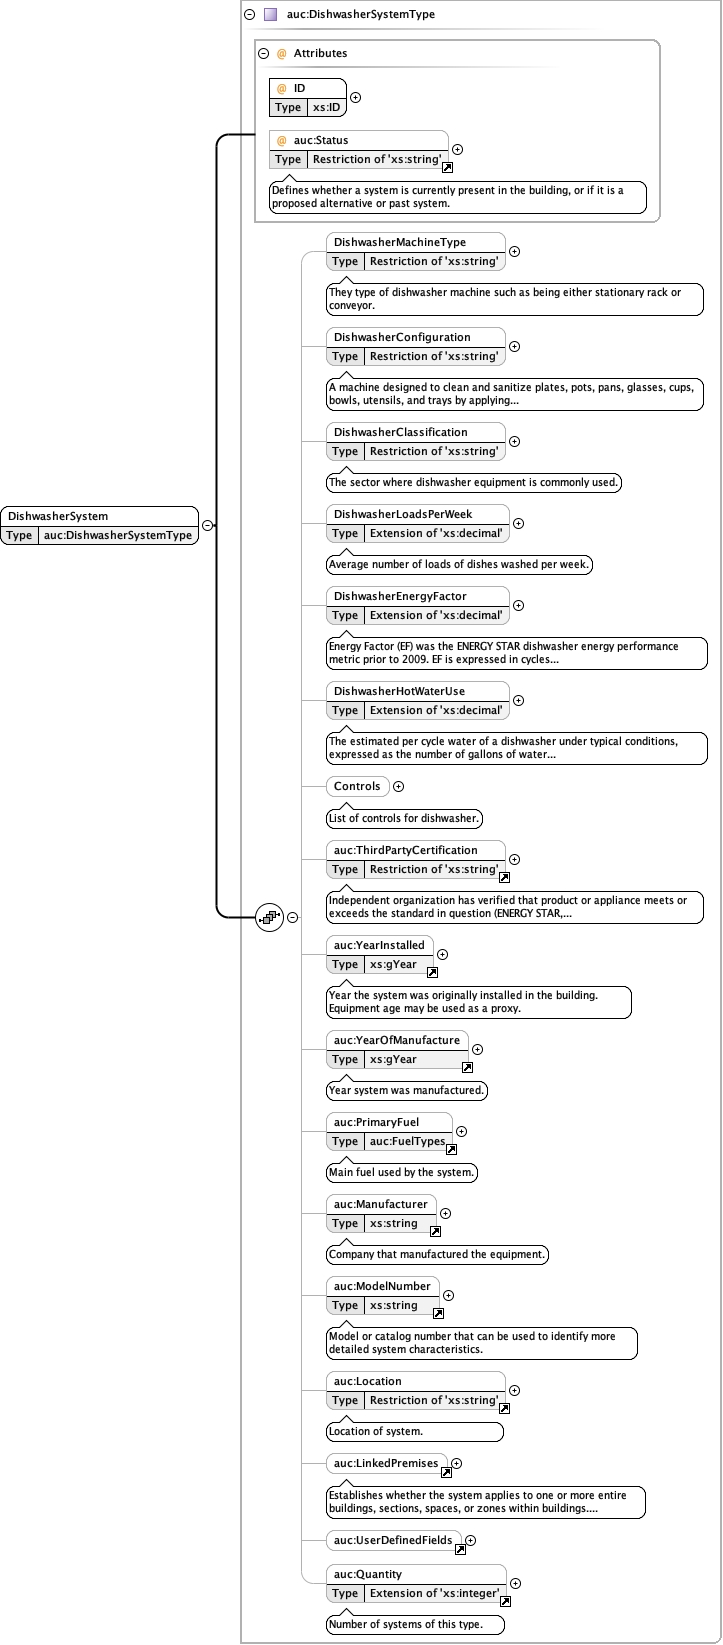 auc:DishwasherSystemType
@ Attributes
@ ID
Type xs:ID
@ auc:Status
Type Restriction of 'xs:string'
Defines whether a system is currently present in the building, or if it is a
proposed alternative or past system.
DishwasherMachineType
Type Restriction of 'xs:string'
They type of dishwasher machine such as being either stationary rack or
conveyor.
DishwasherConfiguration
Type Restriction of 'xs:string'
A machine designed to clean and sanitize plates, pots, pans, glasses, cups,
bowls, utensils, and trays by applying...
DishwasherClassification
Type Restriction of 'xs:string'
The sector where dishwasher equipment is commonly used.
DishwasherSystem
Type auc:DishwasherSystemType
DishwasherLoadsPerWeek
Type Extension of 'xs:decimal'
Average number of loads of dishes washed per week.
DishwasherEnergyFactor
Type Extension of 'xs:decimal'
Energy Factor (EF) was the ENERGY STAR dishwasher energy performance
metric prior to 2009. EF is expressed in cycles...
DishwasherHotWaterUse
Type Extension of 'xs:decimal'
The estimated per cycle water of a dishwasher under typical conditions,
expressed as the number of gallons of water...
Controls
List of controls for dishwasher.
auc:ThirdPartyCertification
Type Restriction of 'xs:string'
Independent organization has verified that product or appliance meets or
exceeds the standard in question (ENERGY STAR,...
auc:YearInstalled
Type xs:gYear
Year the system was originally installed in the building.
Equipment age may be used as a proxy.
auc:YearOfManufacture
Type xs:gYear
Year system was manufactured.
auc:PrimaryFuel
Type auc:FuelTypes
Main fuel used by the system.
auc:Manufacturer
Type xs:string
Company that manufactured the equipment.
auc:ModelNumber
Type xs:string
Model or catalog number that can be used to identify more
detailed system characteristics.
auc:Location
Type Restriction of 'xs:string'
Location of system.
auc:LinkedPremises
Establishes whether the system applies to one or more entire
buildings, sections, spaces, or zones within buildings....
auc:UserDefinedFields
auc:Quantity
Type Extension of 'xs:integer'
Number of systems of this type.